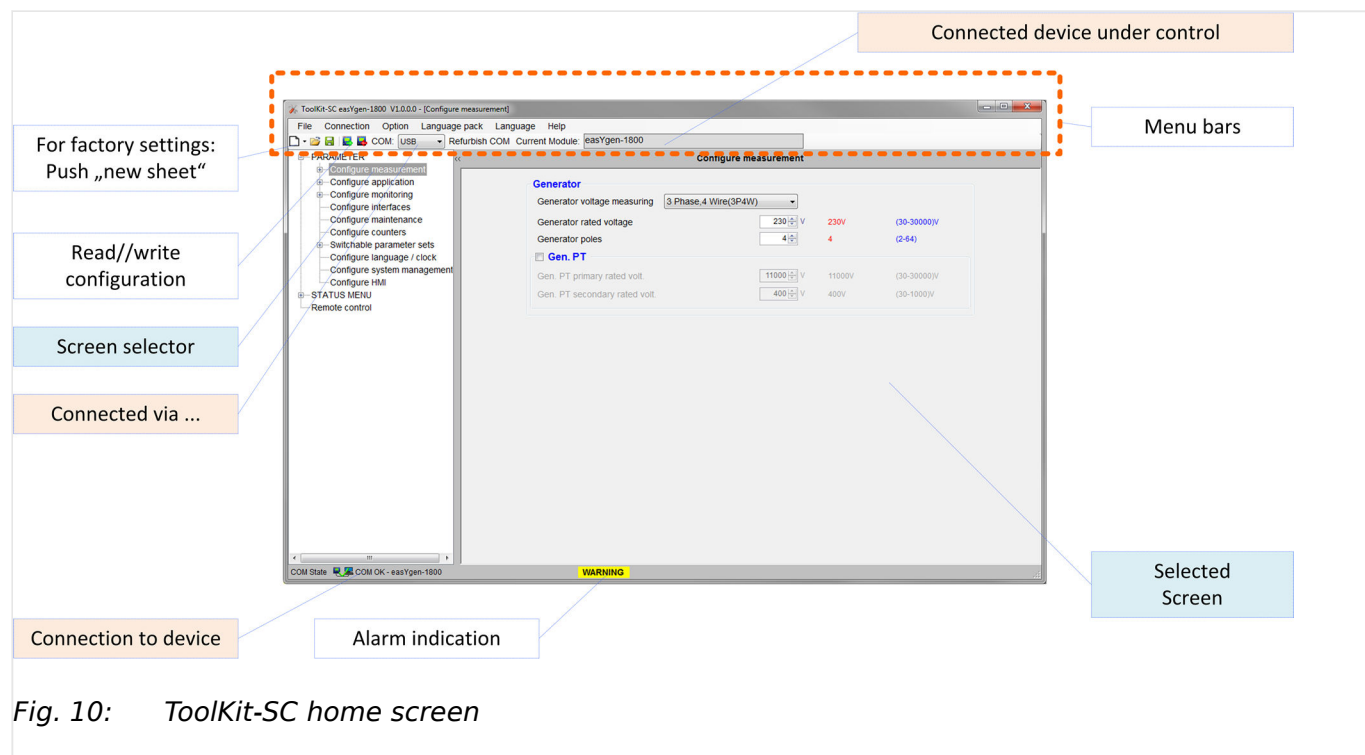 Connected device under control
ToolKit-SC easYgen-1800 V1.0.0.0 - [Configure measurement]
Menu bars
File Connection Option Language pack Language Help
For factory settings:
Push „new sheet“
COM: USB Refurbish COM Current Module: easYgen-1800
PARAMETER
<<
Configure measurement
Configure measurement
Configure application
Configure monitoring
Configure interfaces
Configure maintenance
Configure counters
Switchable parameter sets
Configure language / clock
Configure system management
Configure HMI
STATUS MENU
Remote control
Generator
Generator voltage measuring 3 Phase,4 Wire(3P4W)
Generator rated voltage 230 V 230V (30-30000)V
Generator poles 4 4 (2-64)
Gen. PT
Gen. PT primary rated volt. 11000 V 11000V (30-30000)V
Gen. PT secondary rated volt. 400 V 400V (30-1000)V
Read//write
configuration
Screen selector
Connected via ...
COM State COM OK - easYgen-1800 WARNING
Selected
Screen
Connection to device
Alarm indication
Fig. 10: ToolKit-SC home screen